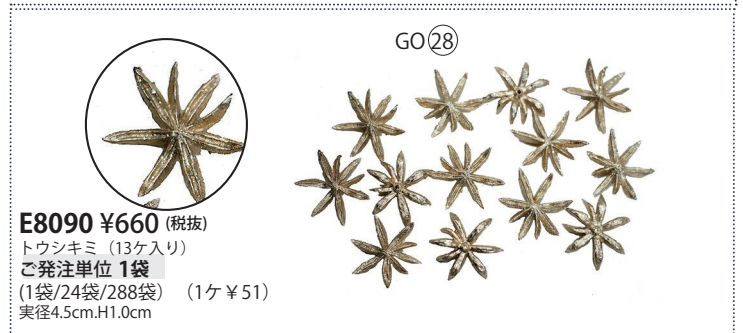 GO㉘
E8090 ¥660 (税抜)
トウシキミ（13ケ入り）
ご発注単位 1袋
(1袋/24袋/288袋）（1ケ￥51）
実径4.5cm.H1.0cm